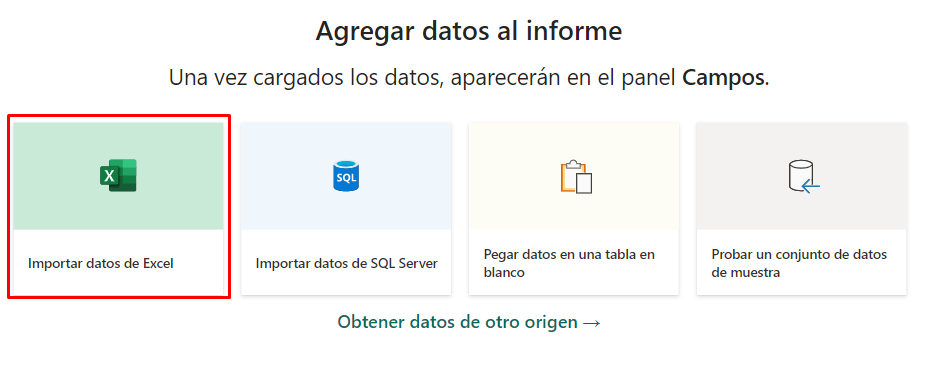 Agregar datos al informe
Una vez cargados los datos, aparecerán en el panel Campos.
X
SQL
Importar datos de Excel
Importar datos de SQL Server
Pegar datos en una tabla en
blanco
Probar un conjunto de datos
de muestra
Obtener datos de otro origen →